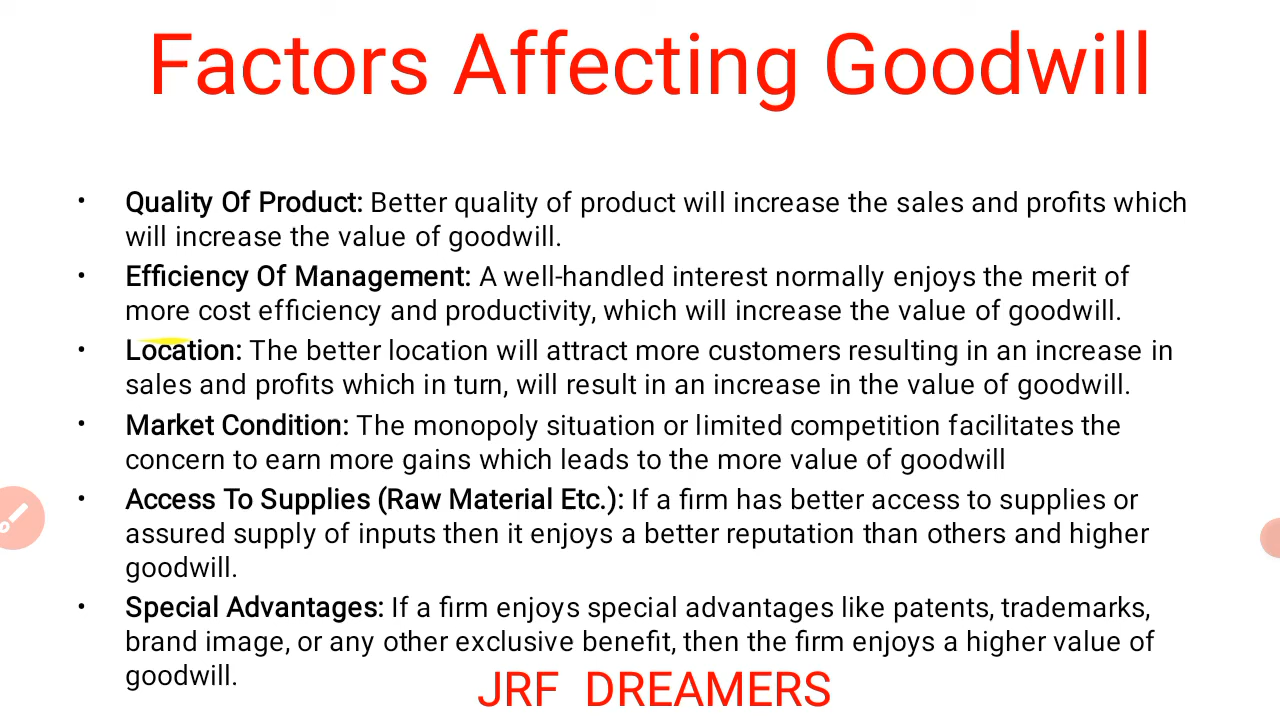 Factors Affecting Goodwill
• Quality Of Product: Better quality of product will increase the sales and profits which
will increase the value of goodwill.
• Efficiency Of Management: A well-handled interest normally enjoys the merit of
more cost efficiency and productivity, which will increase the value of goodwill.
• Location: The better location will attract more customers resulting in an increase in
sales and profits which in turn, will result in an increase in the value of goodwill.
• Market Condition: The monopoly situation or limited competition facilitates the
concern to earn more gains which leads to the more value of goodwill
• Access To Supplies (Raw Material Etc.): If a firm has better access to supplies or
assured supply of inputs then it enjoys a better reputation than others and higher
goodwill.
• Special Advantages: If a firm enjoys special advantages like patents, trademarks,
brand image, or any other exclusive benefit, then the firm enjoys a higher value of
goodwill.
JRF DREAMERS